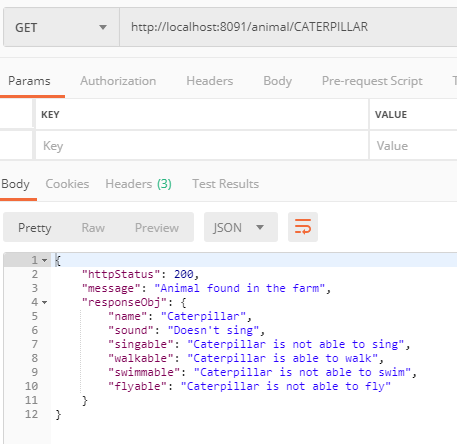 GET http://localhost:8091/animal/CATERPILLAR
Params Authorization Headers Body Pre-request Script
KEY VALUE
Key Value
Body Cookies Headers (3) Test Results
Pretty Raw Preview JSON
1 {
2 "httpStatus": 200,
3 "message": "Animal found in the farm",
4 "responseObj": {
5 "name": "Caterpillar",
6 "sound": "Doesn't sing",
7 "singable": "Caterpillar is not able to sing",
8 "walkable": "Caterpillar is able to walk",
9 "swimmable": "Caterpillar is not able to swim",
10 "flyable": "Caterpillar is not able to fly"
11 }
12 }